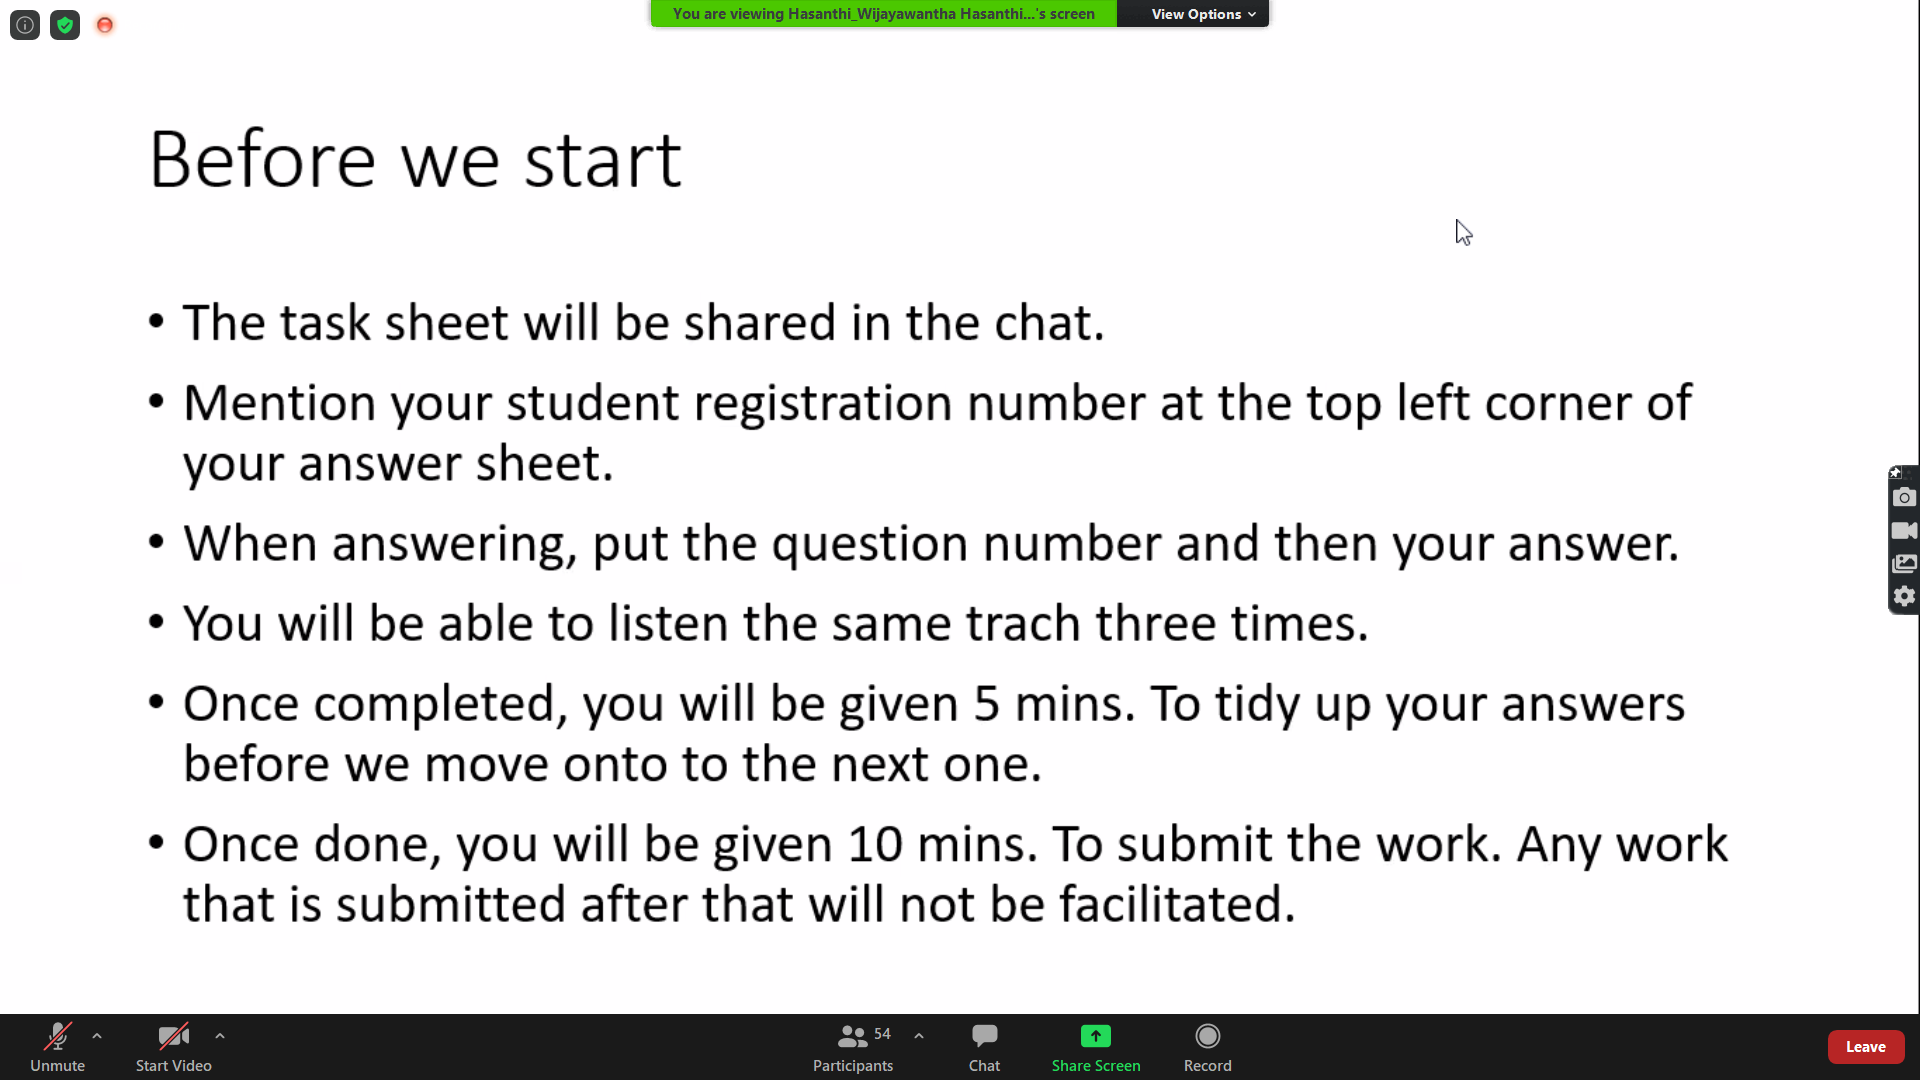 You are viewing Hasanthi_Wijayawantha Hasanthi...'s screen
View Options
Before we start
• The task sheet will be shared in the chat.
• Mention your student registration number at the top left corner of
your answer sheet.
• When answering, put the question number and then your answer.
• You will be able to listen the same trach three times.
• Once completed, you will be given 5 mins. To tidy up your answers
before we move onto to the next one.
• Once done, you will be given 10 mins. To submit the work. Any work
that is submitted after that will not be facilitated.
Unmute
Start Video
54
Participants
Chat
Share Screen
Record
Leave